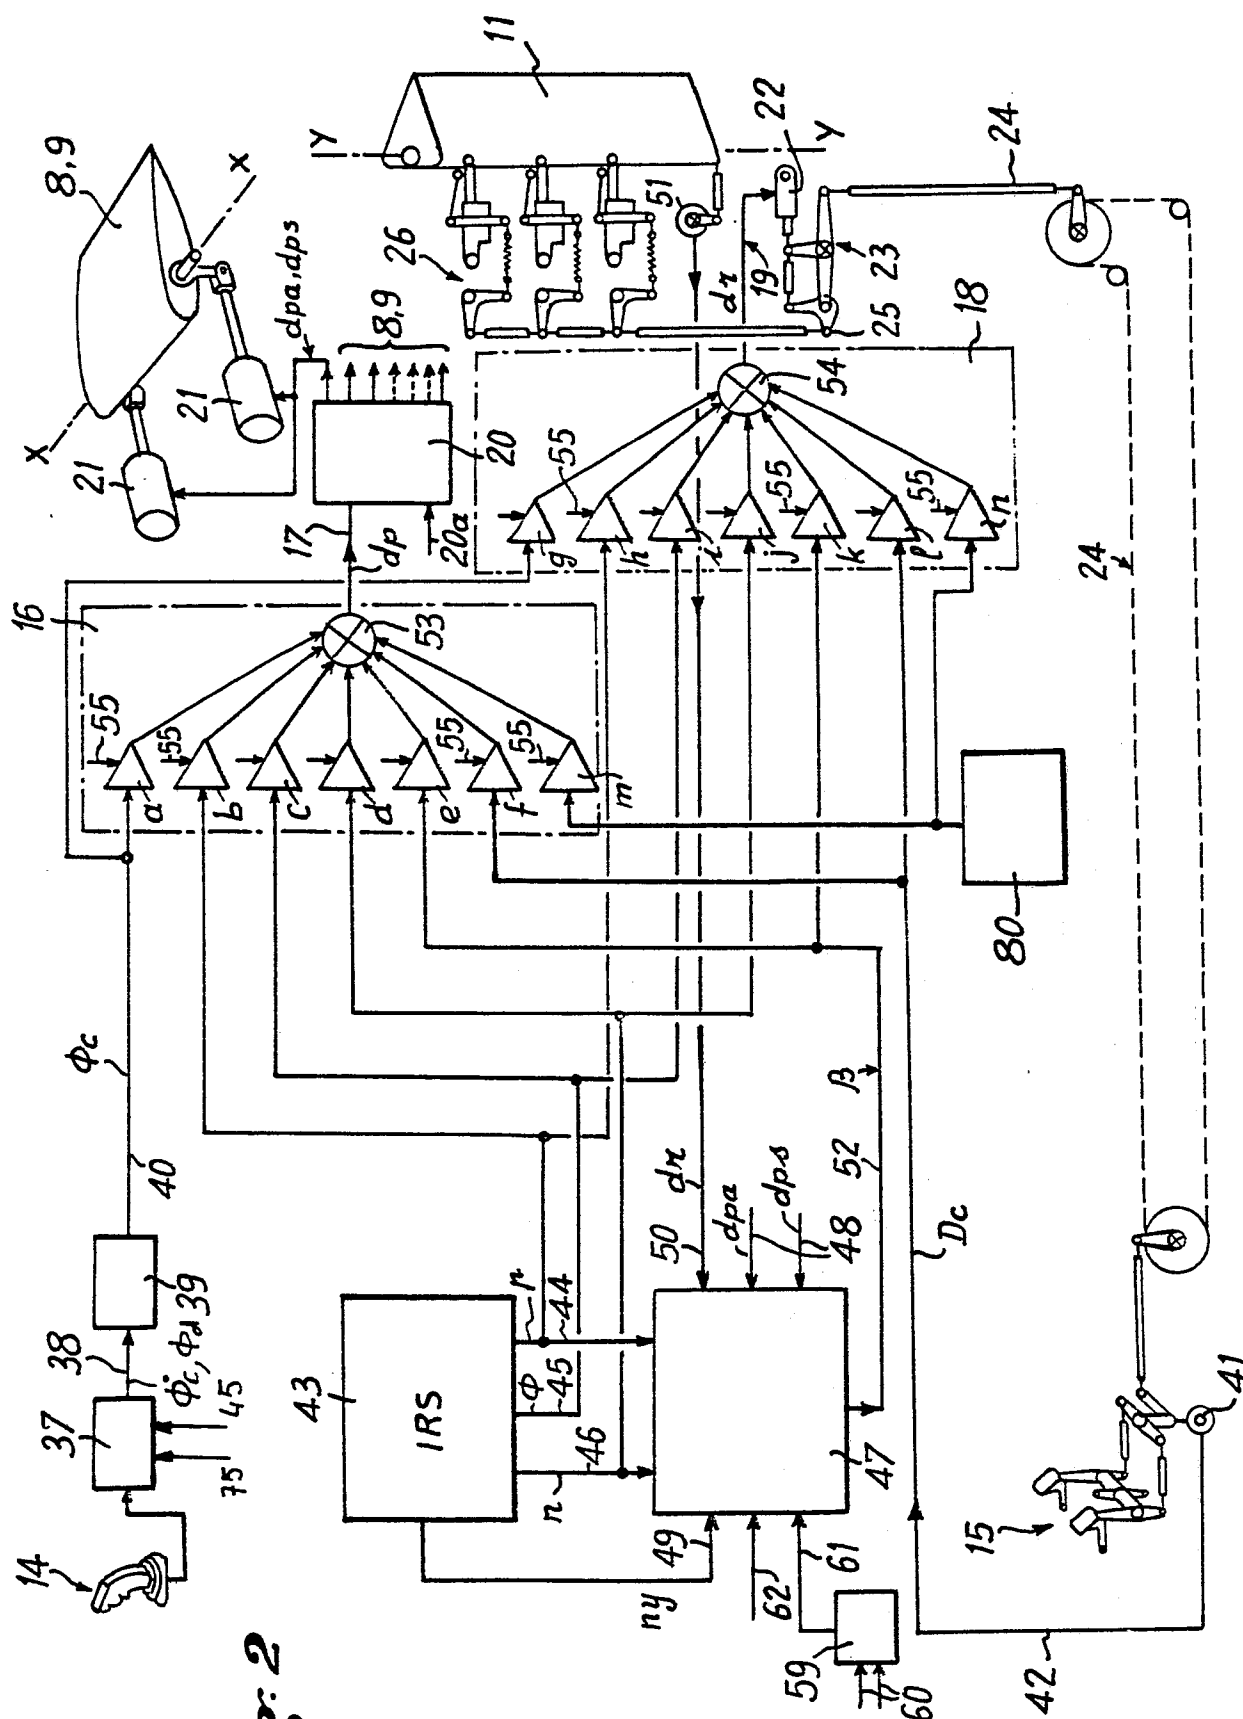 14
37
75
45
38
Φ̇c, Φd
39
40
Φc
16
55
55
55
55
a
b
c
d
e
f
m
53
17
dp
20a
20
8,9
dpa, dps
21
21
X
X
8,9
11
Y
Y
26
51
22
19
dr
23
24
25
18
54
55
55
55
g
h
i
j
k
l
n
24
80
43
IRS
p
44
Φ
45
r
46
50
dr
dpa
dps
48
52
β
Dc
47
49
ny
62
61
59
60
42
15
41
r. 2